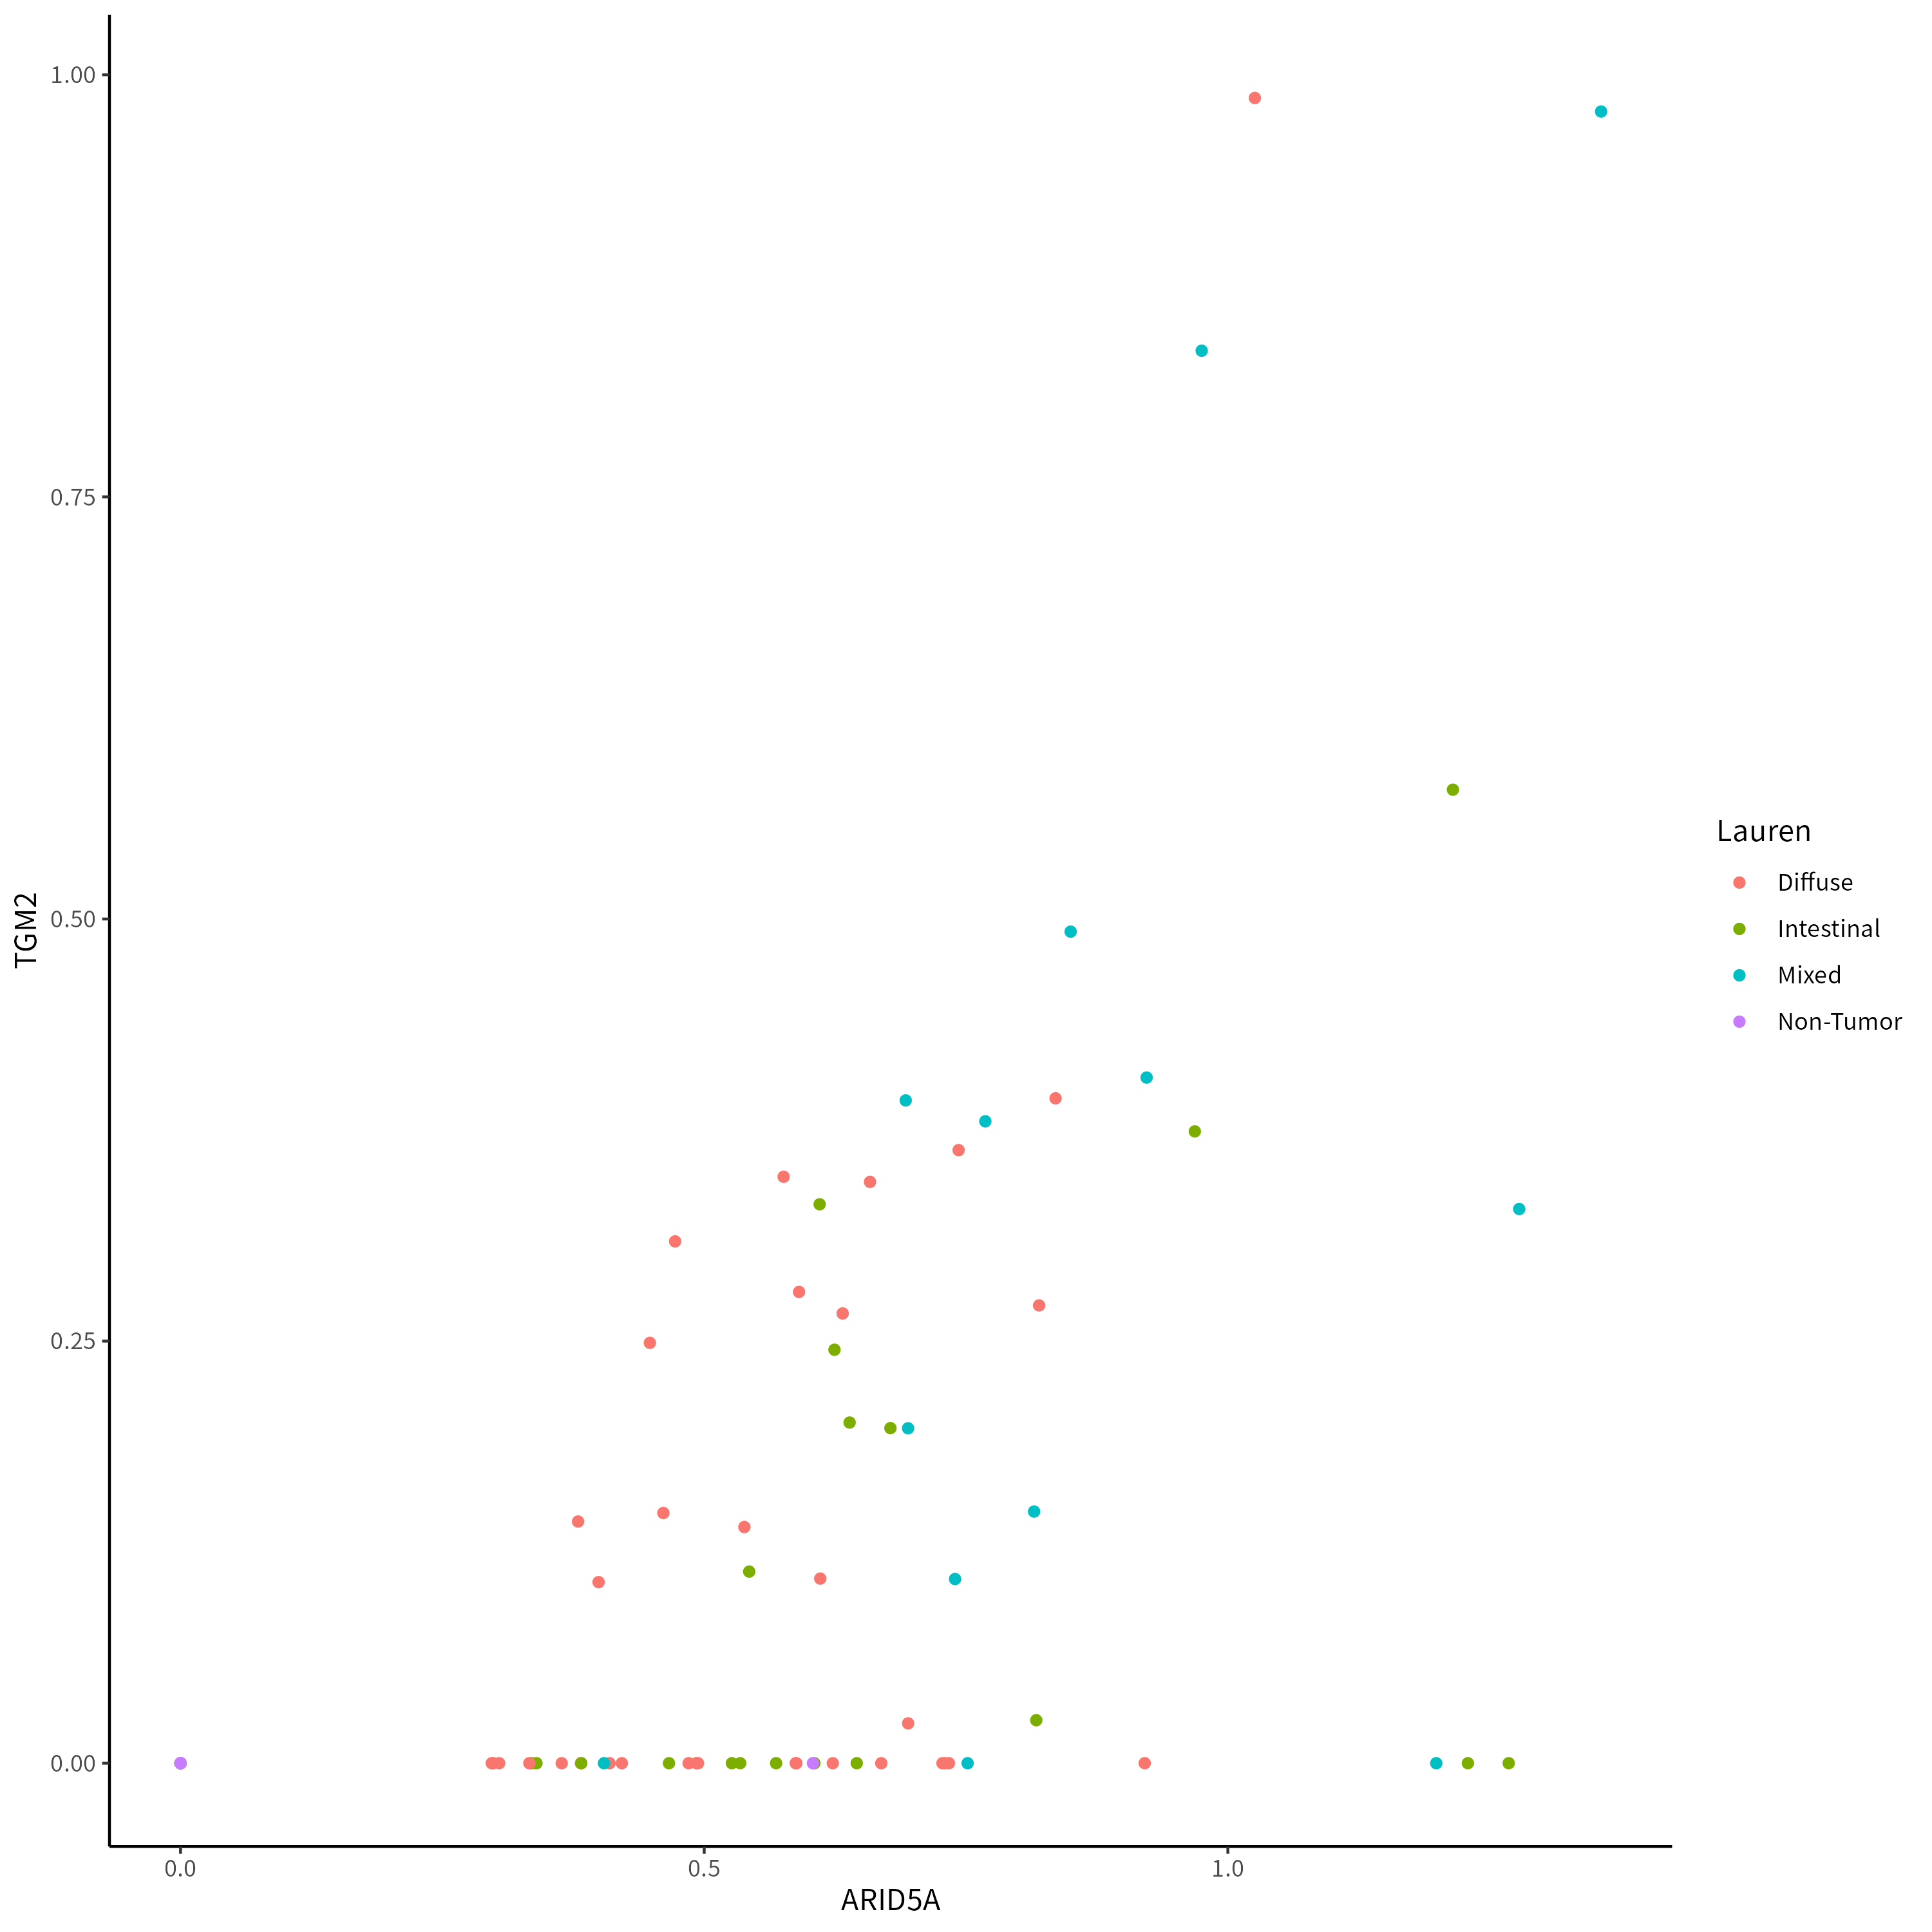 1.00
0.75
0.50
0.25
0.00
TGM2
0.0 0.5 1.0
ARID5A
Lauren
Diffuse
Intestinal
Mixed
Non-Tumor